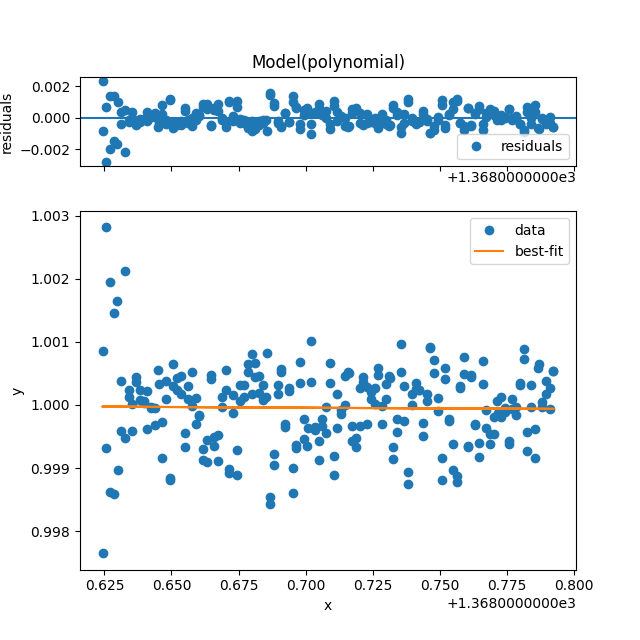 Model(polynomial)
residuals
0.002
0.000
−0.002
residuals
+1.3680000000e3
y
1.003
1.002
1.001
1.000
0.999
0.998
data
best-fit
0.625 0.650 0.675 0.700 0.725 0.750 0.775 0.800
x
+1.3680000000e3